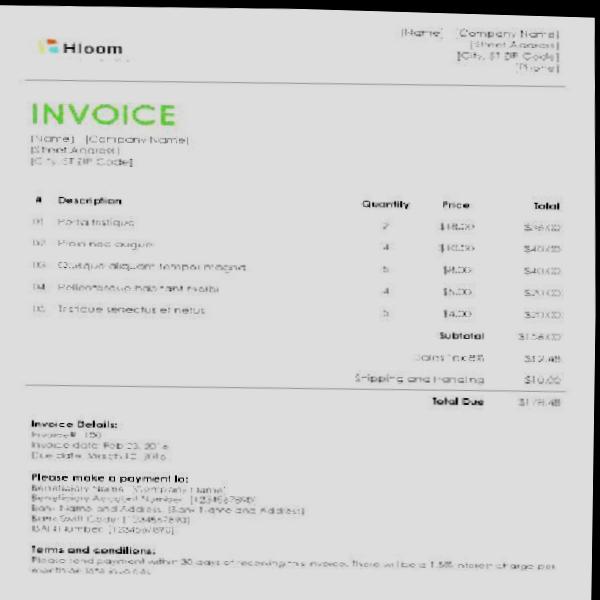 Hloom
[Name] [Company Name]
[Street Address]
[City, ST ZIP Code]
[Phone]
INVOICE
[Name] [Company Name]
[Street Address]
[City, ST ZIP Code]
# Description Quantity Price Total
01 Porta tristique 2 $18.00 $36.00
02 Proin nec augue 4 $10.00 $40.00
03 Quisque aliquam tempor magna 5 $8.00 $40.00
04 Pellentesque habitant morbi 4 $5.00 $20.00
05 Tristique senectus et netus 5 $4.00 $20.00
Subtotal $156.00
Sales Tax 8% $12.48
Shipping and Handling $10.00
Total Due $178.48
Invoice Details:
Invoice#: 150
Invoice date: Feb 23, 2016
Due date: March 2016
Please make a payment to:
Beneficiary Name: [Company Name]
Beneficiary Account Number: [1234567890]
Bank Name and Address: [Bank Name and Address]
Bank Swift Code: [1234567890]
IBAN Number: [1234567890]
Terms and conditions:
Please send payment within 30 days of receiving this invoice. There will be a 1.5% interest charge per
month on late invoices.